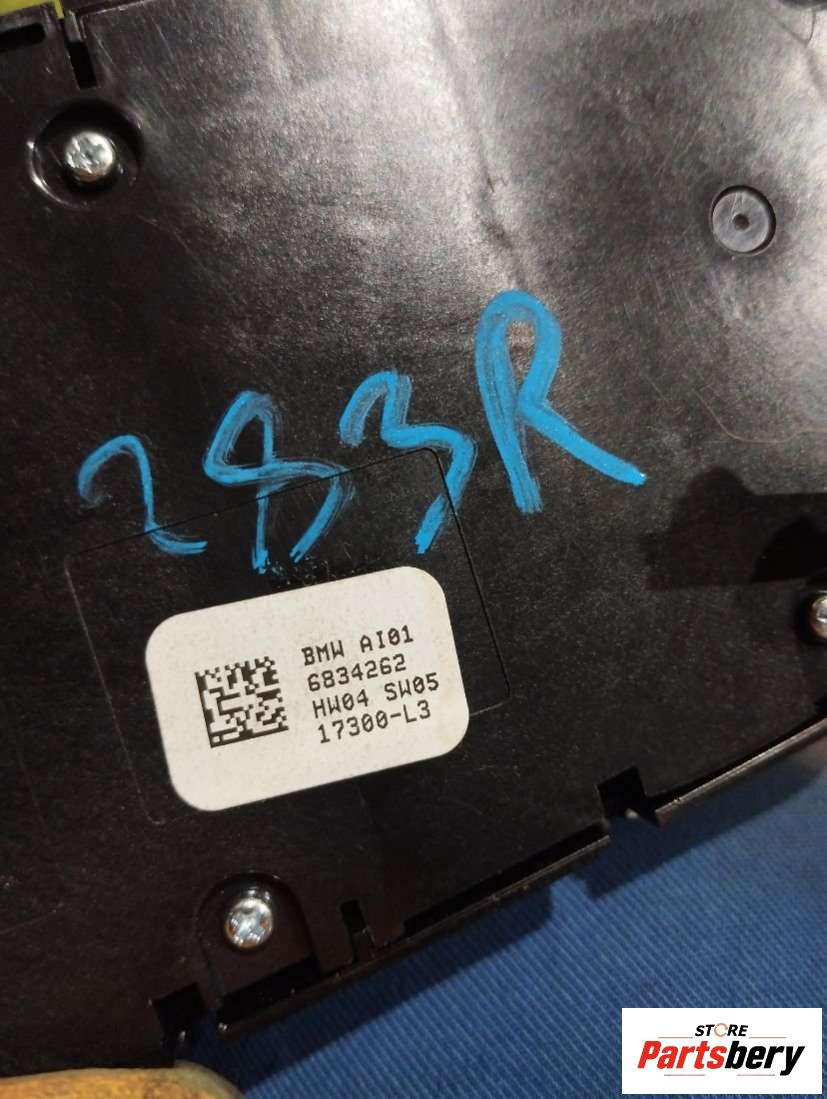 283R
BMW AI01
6834262
HW04 SW05
17300-L3
STORE
Partsbery